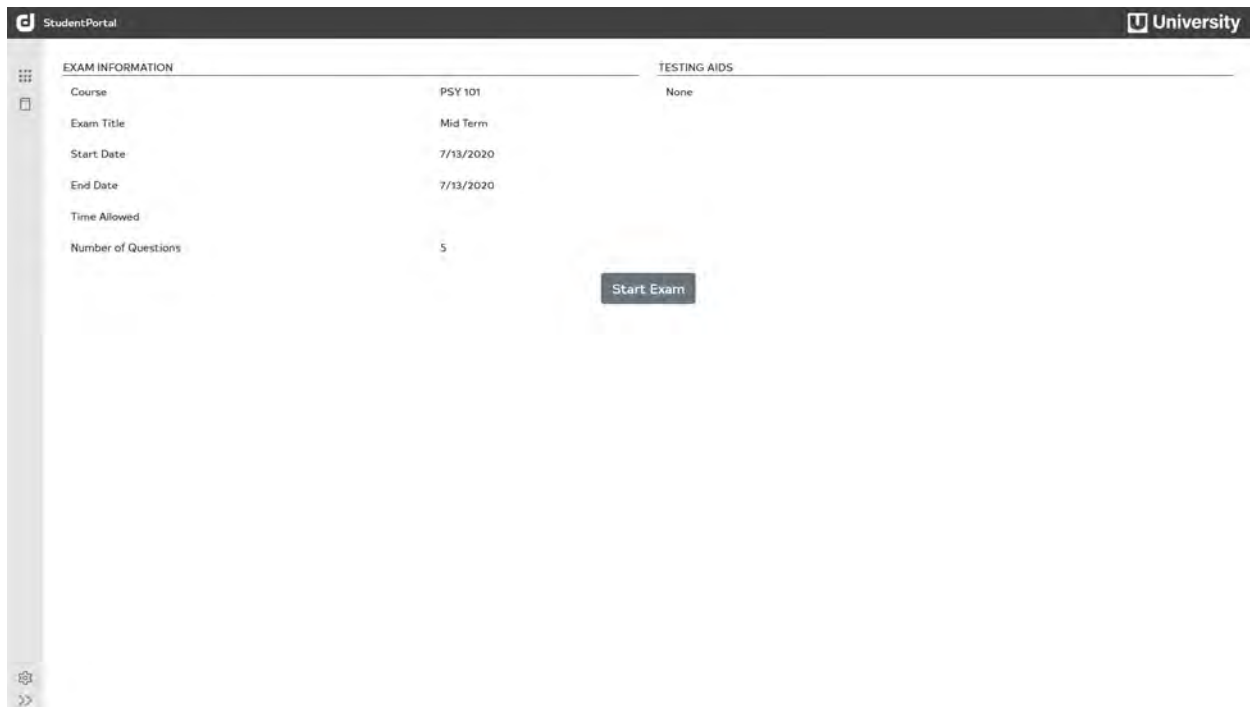 StudentPortal
University
EXAM INFORMATION
TESTING AIDS
Course PSY 101
None
Exam Title Mid Term
Start Date 7/13/2020
End Date 7/13/2020
Time Allowed
Number of Questions 5
Start Exam